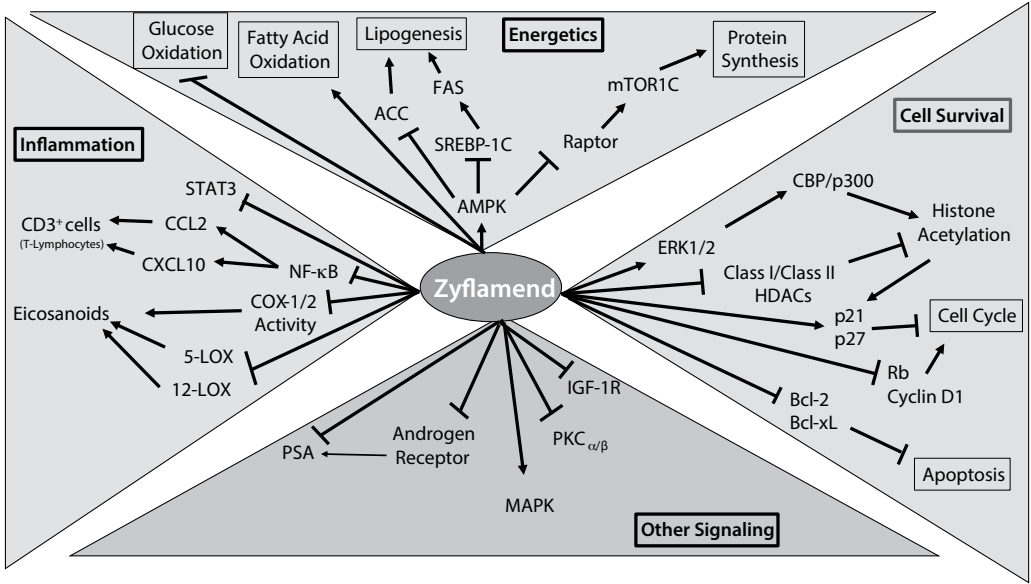 Glucose
Oxidation
Fatty Acid
Oxidation
Lipogenesis
Energetics
Protein
Synthesis
FAS
ACC
mTOR1C
SREBP-1C
Raptor
AMPK
Inflammation
STAT3
CD3⁺ cells
(T-Lymphocytes)
CCL2
CXCL10
NF-κB
COX-1/2
Activity
Eicosanoids
5-LOX
12-LOX
Zyflamend
Cell Survival
CBP/p300
Histone
Acetylation
ERK1/2
Class I/Class II
HDACs
p21
p27
Cell Cycle
Rb
Cyclin D1
Bcl-2
Bcl-xL
Apoptosis
IGF-1R
PKC α/β
Androgen
Receptor
PSA
MAPK
Other Signaling